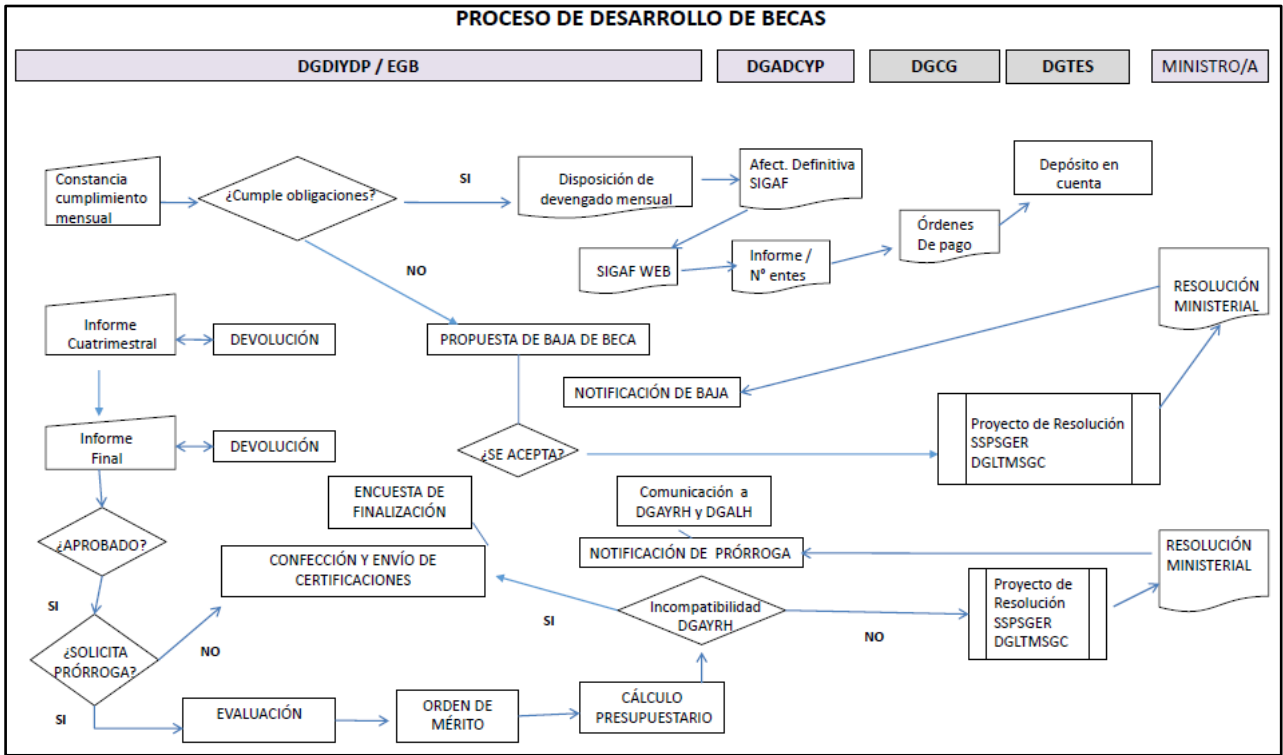 PROCESO DE DESARROLLO DE BECAS
DGDIYDP / EGB
DGADCYP
DGCG
DGTES
MINISTRO/A
Constancia
cumplimiento
mensual
¿Cumple obligaciones?
SI
Disposición de
devengado mensual
Afect. Definitiva
SIGAF
Depósito en
cuenta
NO
SIGAF WEB
Informe /
N° entes
Órdenes
De pago
RESOLUCIÓN
MINISTERIAL
Informe
Cuatrimestral
DEVOLUCIÓN
PROPUESTA DE BAJA DE BECA
NOTIFICACIÓN DE BAJA
Informe
Final
DEVOLUCIÓN
¿SE ACEPTA?
Proyecto de Resolución
SSPSGER
DGLTMSGC
ENCUESTA DE
FINALIZACIÓN
Comunicación a
DGAYRH y DGALH
¿APROBADO?
CONFECCIÓN Y ENVÍO DE
CERTIFICACIONES
NOTIFICACIÓN DE PRÓRROGA
RESOLUCIÓN
MINISTERIAL
SI
Incompatibilidad
DGAYRH
SI
NO
Proyecto de
Resolución
SSPSGER
DGLTMSGC
¿SOLICITA
PRÓRROGA?
NO
SI
EVALUACIÓN
ORDEN DE
MÉRITO
CÁLCULO
PRESUPUESTARIO